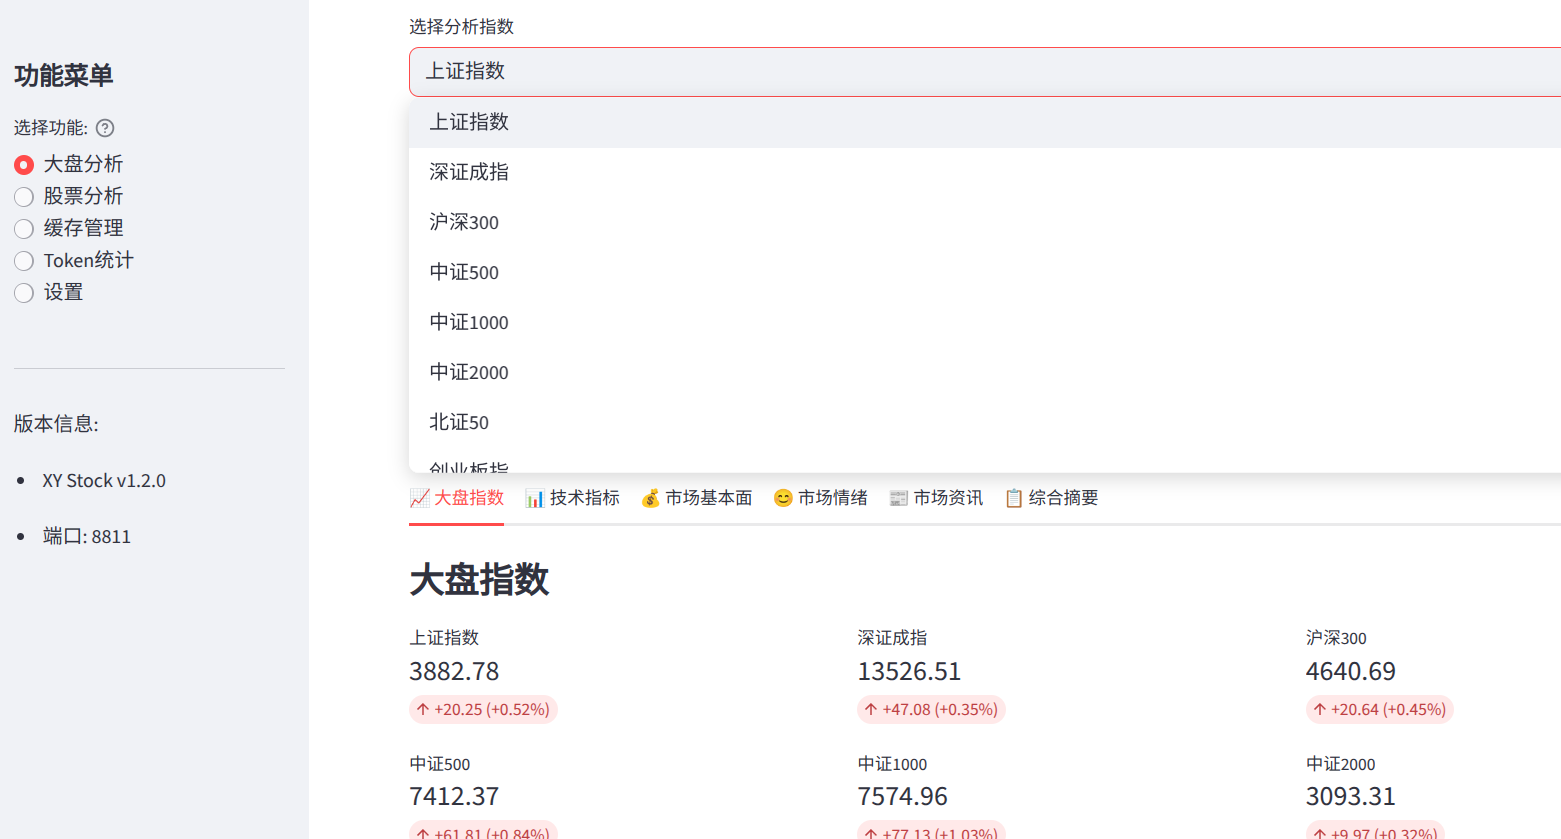 功能菜单
选择功能:
大盘分析
股票分析
缓存管理
Token统计
设置
版本信息:
XY Stock v1.2.0
端口: 8811
选择分析指数
上证指数
上证指数
深证成指
沪深300
中证500
中证1000
中证2000
北证50
创业板指
大盘指数 技术指标 市场基本面 市场情绪 市场资讯 综合摘要
大盘指数
上证指数 深证成指 沪深300
3882.78 13526.51 4640.69
↑ +20.25 (+0.52%) ↑ +47.08 (+0.35%) ↑ +20.64 (+0.45%)
中证500 中证1000 中证2000
7412.37 7574.96 3093.31
↑ +61.81 (+0.84%) ↑ +77.13 (+1.03%) ↑ +9.97 (+0.32%)